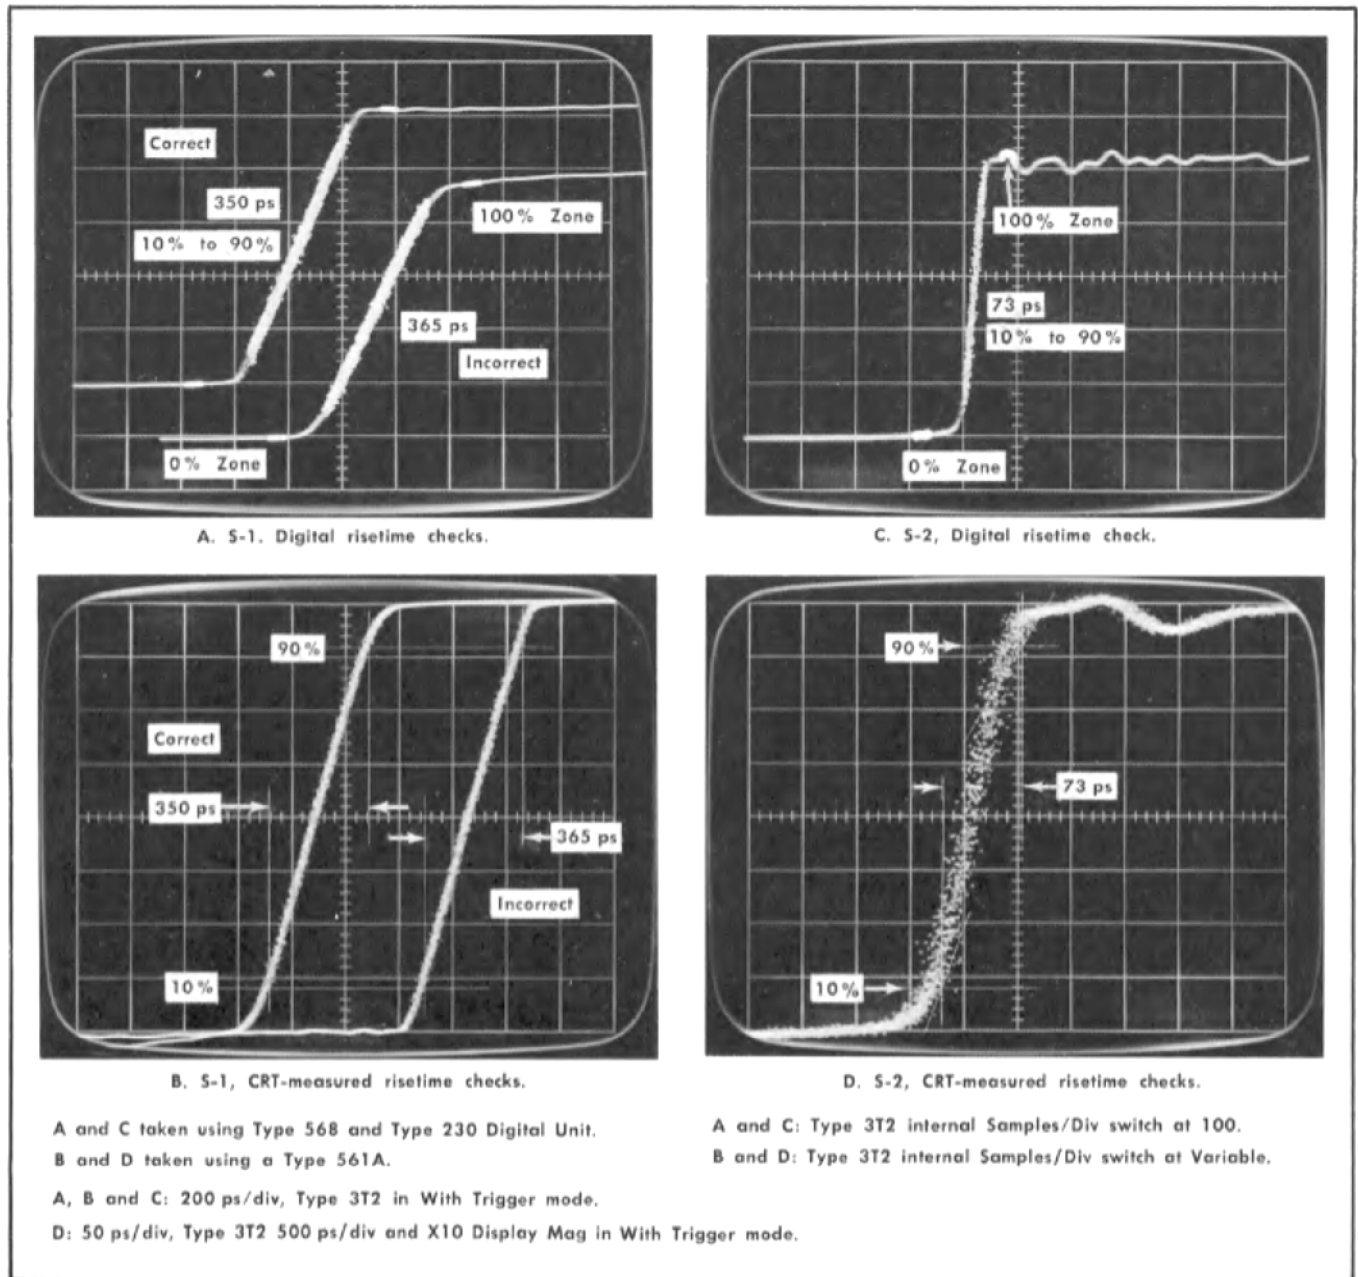 Correct
350 ps
10% to 90%
100% Zone
365 ps
Incorrect
0% Zone
A. S-1. Digital risetime checks.
100% Zone
73 ps
10% to 90%
0% Zone
C. S-2, Digital risetime check.
90%
Correct
350 ps
365 ps
Incorrect
10%
B. S-1, CRT-measured risetime checks.
90%
73 ps
10%
D. S-2, CRT-measured risetime checks.
A and C taken using Type 568 and Type 230 Digital Unit.
B and D taken using a Type 561A.
A and C: Type 3T2 internal Samples/Div switch at 100.
B and D: Type 3T2 internal Samples/Div switch at Variable.
A, B and C: 200 ps/div, Type 3T2 in With Trigger mode.
D: 50 ps/div, Type 3T2 500 ps/div and X10 Display Mag in With Trigger mode.